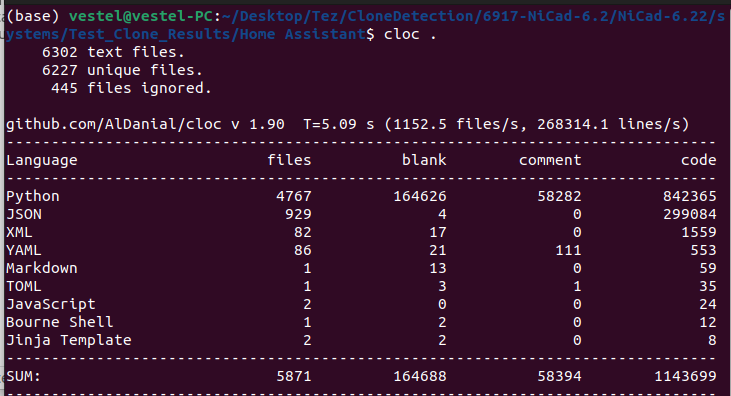 (base) vestel@vestel-PC:~/Desktop/Tez/CloneDetection/6917-NiCad-6.2/NiCad-6.22/s
ystems/Test_Clone_Results/Home Assistant$ cloc .
    6302 text files.
    6227 unique files.
     445 files ignored.

github.com/AlDanial/cloc v 1.90  T=5.09 s (1152.5 files/s, 268314.1 lines/s)
-------------------------------------------------------------------------------
Language                     files          blank        comment           code
-------------------------------------------------------------------------------
Python                        4767         164626          58282         842365
JSON                           929              4              0         299084
XML                             82             17              0           1559
YAML                            86             21            111            553
Markdown                         1             13              0             59
TOML                             1              3              1             35
JavaScript                       2              0              0             24
Bourne Shell                     1              2              0             12
Jinja Template                   2              2              0              8
-------------------------------------------------------------------------------
SUM:                          5871         164688          58394        1143699
-------------------------------------------------------------------------------